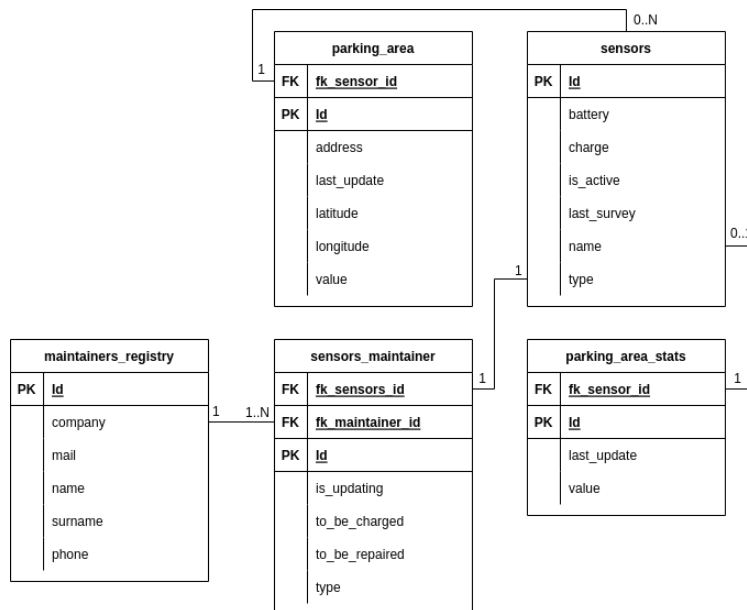 0..N
1
parking_area
FK fk_sensor_id
PK Id
address
last_update
latitude
longitude
value
sensors
PK Id
battery
charge
is_active
last_survey
name
type
1
maintainers_registry
PK Id
company
mail
name
surname
phone
1
1..N
sensors_maintainer
FK fk_sensors_id
FK fk_maintainer_id
PK Id
is_updating
to_be_charged
to_be_repaired
type
1
parking_area_stats
FK fk_sensor_id
PK Id
last_update
value
1